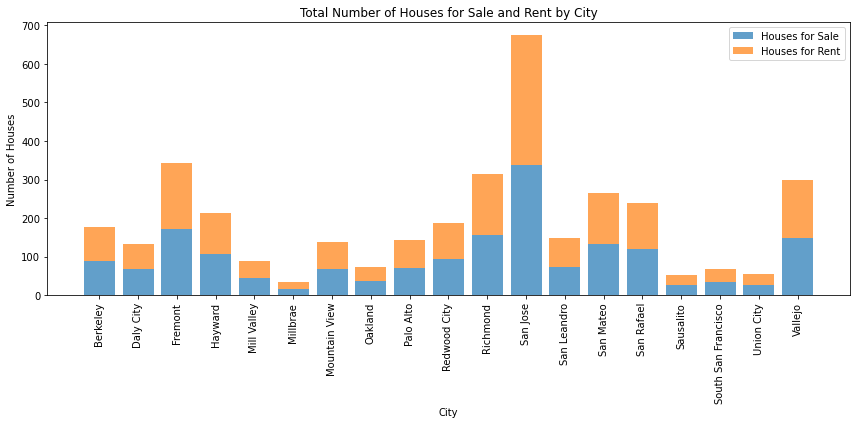 Total Number of Houses for Sale and Rent by City
Houses for Sale
Houses for Rent
Number of Houses
700
600
500
400
300
200
100
0
Berkeley
Daly City
Fremont
Hayward
Mill Valley
Millbrae
Mountain View
Oakland
Palo Alto
Redwood City
Richmond
San Jose
San Leandro
San Mateo
San Rafael
Sausalito
South San Francisco
Union City
Vallejo
City